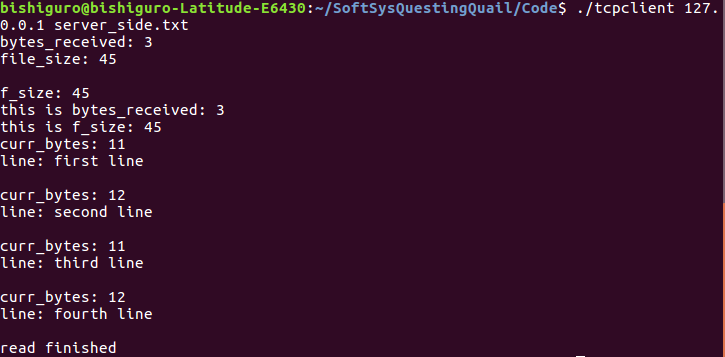 bishiguro@bishiguro-Latitude-E6430:~/SoftSysQuestingQuail/Code$ ./tcpclient 127.
0.0.1 server_side.txt
bytes_received: 3
file_size: 45

f_size: 45
this is bytes_received: 3
this is f_size: 45
curr_bytes: 11
line: first line

curr_bytes: 12
line: second line

curr_bytes: 11
line: third line

curr_bytes: 12
line: fourth line

read finished